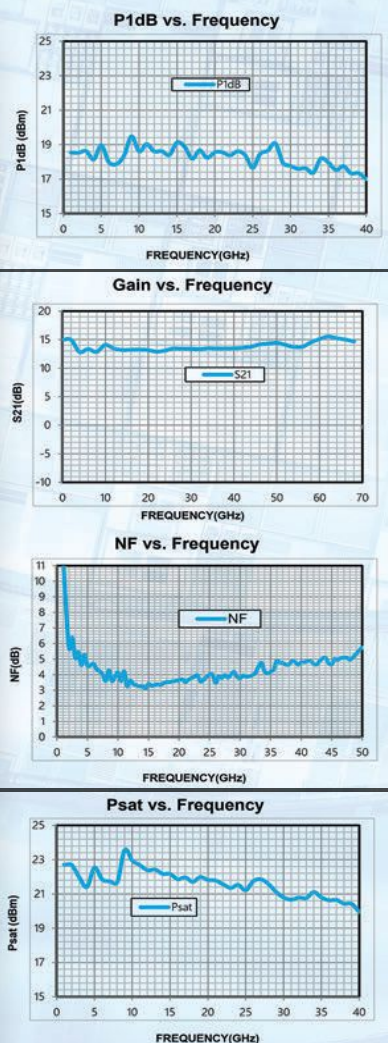 P1dB vs. Frequency
25
23
21
19
17
15
P1dB (dBm)
P1dB
0 5 10 15 20 25 30 35 40
FREQUENCY(GHz)
Gain vs. Frequency
20
15
10
5
0
-5
-10
S21(dB)
S21
0 10 20 30 40 50 60 70
FREQUENCY(GHz)
NF vs. Frequency
11
10
9
8
7
6
5
4
3
2
1
0
NF(dB)
NF
0 5 10 15 20 25 30 35 40 45 50
FREQUENCY(GHz)
Psat vs. Frequency
25
23
21
19
17
15
Psat (dBm)
Psat
0 5 10 15 20 25 30 35 40
FREQUENCY(GHz)